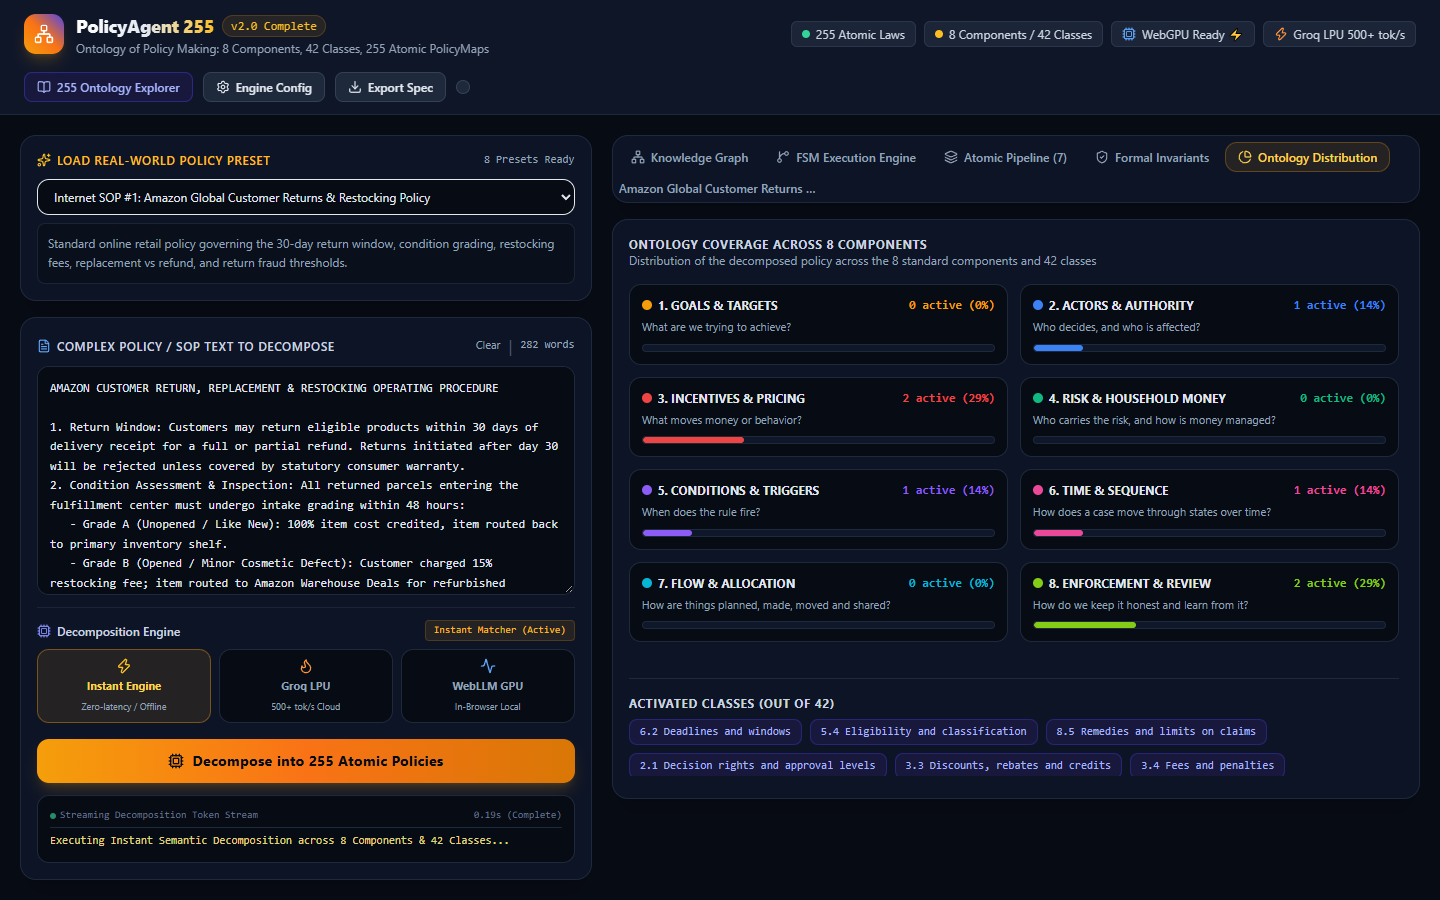 PolicyAgent 255
v2.0 Complete
Ontology of Policy Making: 8 Components, 42 Classes, 255 Atomic PolicyMaps
255 Atomic Laws
8 Components / 42 Classes
WebGPU Ready ⚡
Groq LPU 500+ tok/s
255 Ontology Explorer
Engine Config
Export Spec
LOAD REAL-WORLD POLICY PRESET
8 Presets Ready
Internet SOP #1: Amazon Global Customer Returns & Restocking Policy
Standard online retail policy governing the 30-day return window, condition grading, restocking
fees, replacement vs refund, and return fraud thresholds.
COMPLEX POLICY / SOP TEXT TO DECOMPOSE
Clear | 282 words
AMAZON CUSTOMER RETURN, REPLACEMENT & RESTOCKING OPERATING PROCEDURE
1. Return Window: Customers may return eligible products within 30 days of
delivery receipt for a full or partial refund. Returns initiated after day 30
will be rejected unless covered by statutory consumer warranty.
2. Condition Assessment & Inspection: All returned parcels entering the
fulfillment center must undergo intake grading within 48 hours:
- Grade A (Unopened / Like New): 100% item cost credited, item routed back
to primary inventory shelf.
- Grade B (Opened / Minor Cosmetic Defect): Customer charged 15%
restocking fee; item routed to Amazon Warehouse Deals for refurbished
Decomposition Engine
Instant Matcher (Active)
Instant Engine
Zero-latency / Offline
Groq LPU
500+ tok/s Cloud
WebLLM GPU
In-Browser Local
Decompose into 255 Atomic Policies
Streaming Decomposition Token Stream
0.19s (Complete)
Executing Instant Semantic Decomposition across 8 Components & 42 Classes...
Knowledge Graph
FSM Execution Engine
Atomic Pipeline (7)
Formal Invariants
Ontology Distribution
Amazon Global Customer Returns ...
ONTOLOGY COVERAGE ACROSS 8 COMPONENTS
Distribution of the decomposed policy across the 8 standard components and 42 classes
1. GOALS & TARGETS
0 active (0%)
What are we trying to achieve?
2. ACTORS & AUTHORITY
1 active (14%)
Who decides, and who is affected?
3. INCENTIVES & PRICING
2 active (29%)
What moves money or behavior?
4. RISK & HOUSEHOLD MONEY
0 active (0%)
Who carries the risk, and how is money managed?
5. CONDITIONS & TRIGGERS
1 active (14%)
When does the rule fire?
6. TIME & SEQUENCE
1 active (14%)
How does a case move through states over time?
7. FLOW & ALLOCATION
0 active (0%)
How are things planned, made, moved and shared?
8. ENFORCEMENT & REVIEW
2 active (29%)
How do we keep it honest and learn from it?
ACTIVATED CLASSES (OUT OF 42)
6.2 Deadlines and windows
5.4 Eligibility and classification
8.5 Remedies and limits on claims
2.1 Decision rights and approval levels
3.3 Discounts, rebates and credits
3.4 Fees and penalties